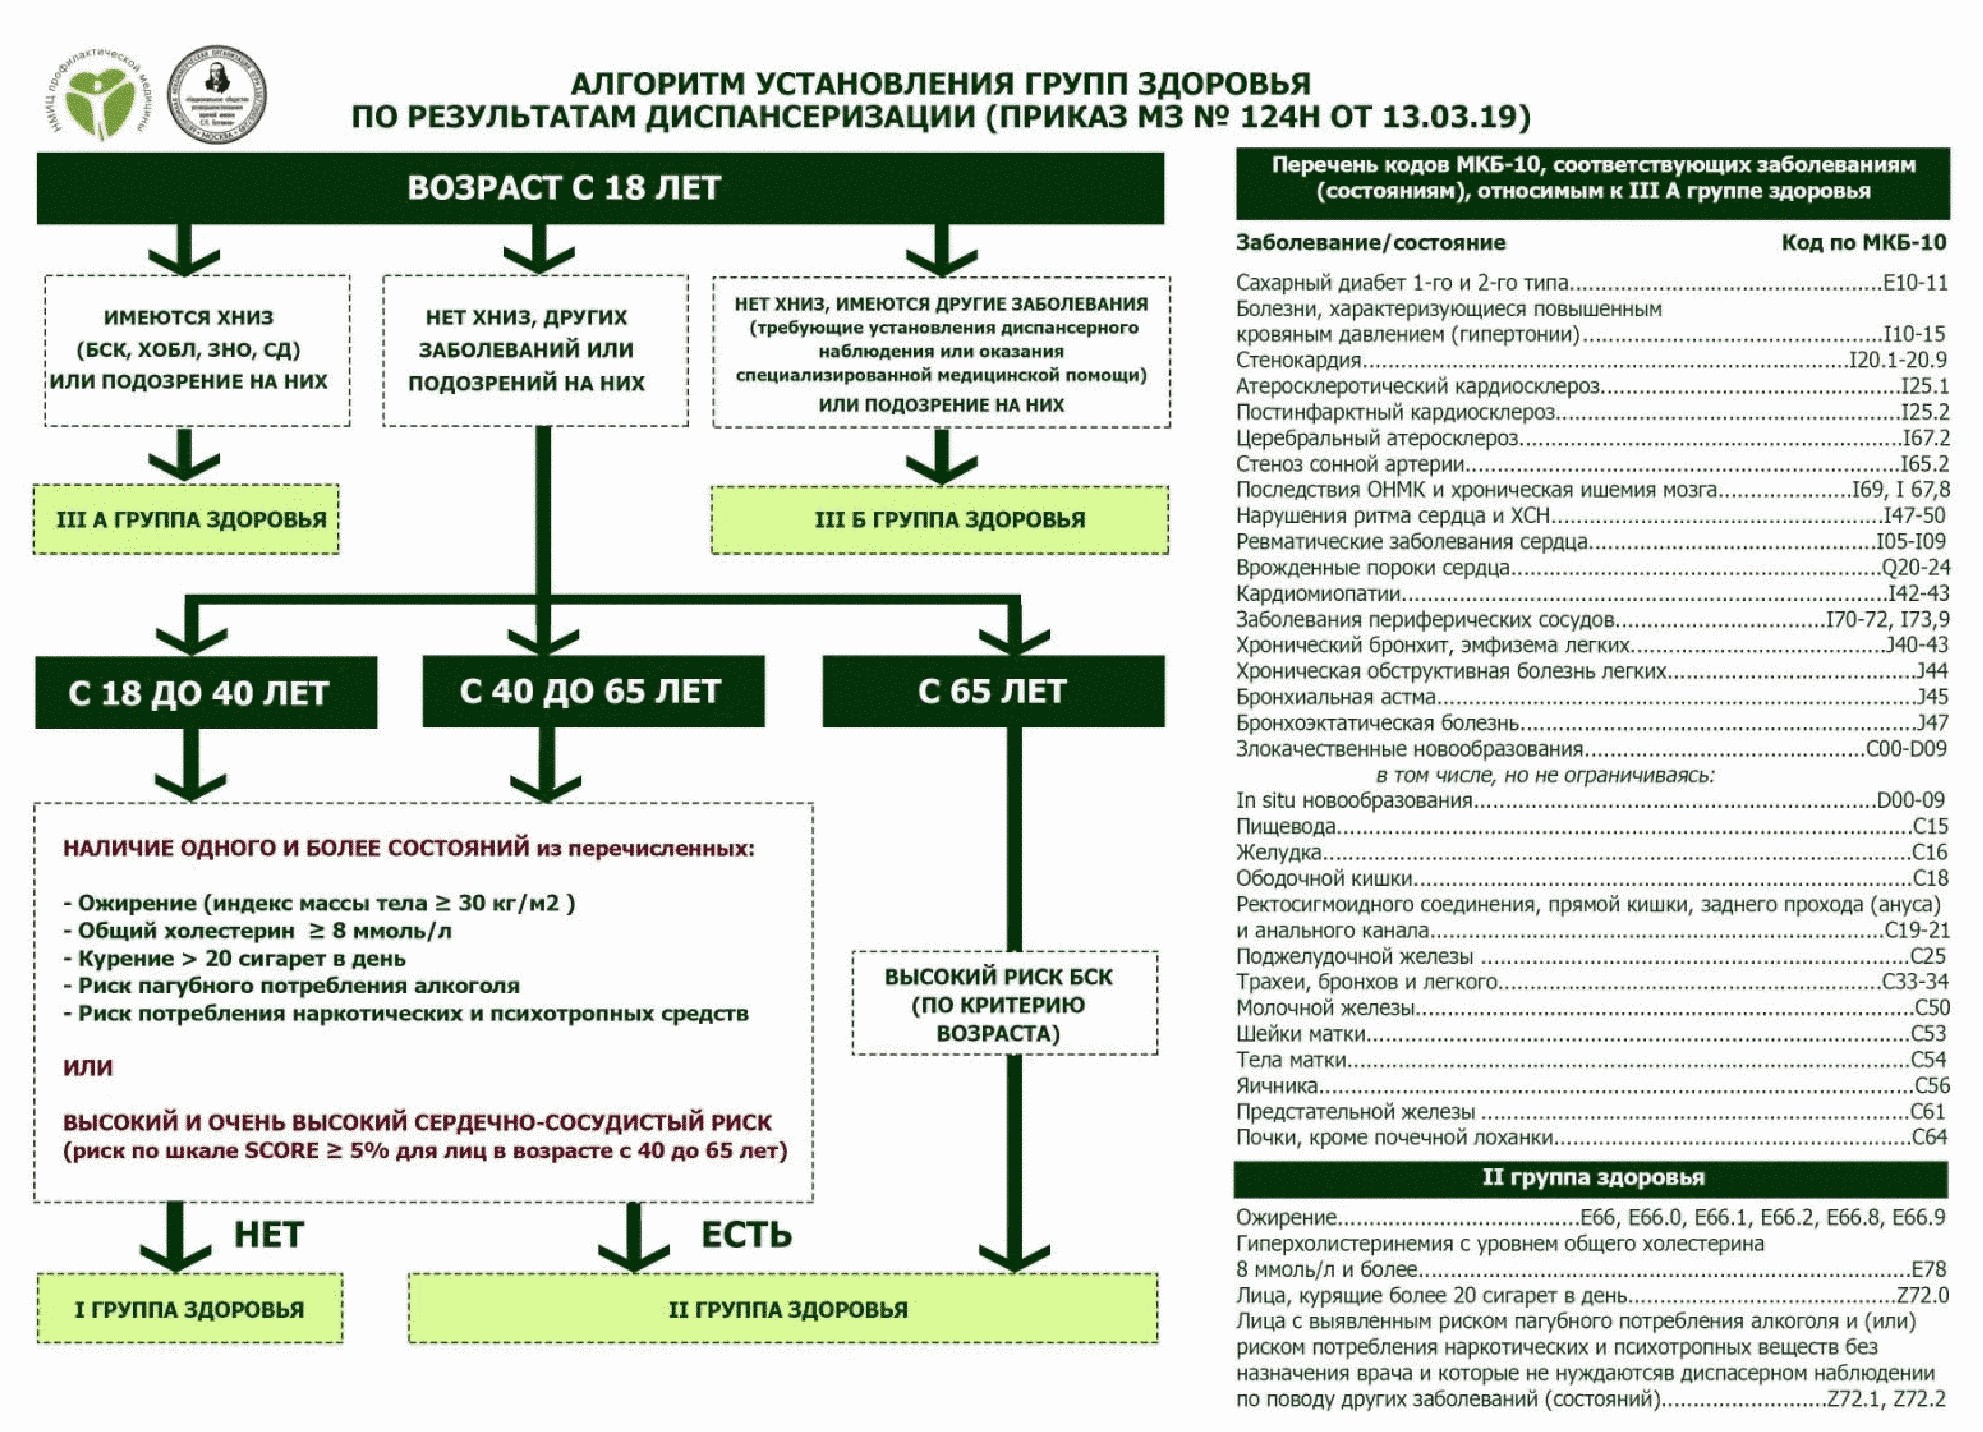 НМИЦ профилактической медицины
АЛГОРИТМ УСТАНОВЛЕНИЯ ГРУПП ЗДОРОВЬЯ
ПО РЕЗУЛЬТАТАМ ДИСПАНСЕРИЗАЦИИ (ПРИКАЗ МЗ № 124Н ОТ 13.03.19)
ВОЗРАСТ С 18 ЛЕТ
ИМЕЮТСЯ ХНИЗ
(БСК, ХОБЛ, ЗНО, СД)
ИЛИ ПОДОЗРЕНИЕ НА НИХ
НЕТ ХНИЗ, ДРУГИХ
ЗАБОЛЕВАНИЙ ИЛИ
ПОДОЗРЕНИЙ НА НИХ
НЕТ ХНИЗ, ИМЕЮТСЯ ДРУГИЕ ЗАБОЛЕВАНИЯ
(требующие установления диспансерного
наблюдения или оказания
специализированной медицинской помощи)
ИЛИ ПОДОЗРЕНИЕ НА НИХ
III А ГРУППА ЗДОРОВЬЯ
III Б ГРУППА ЗДОРОВЬЯ
С 18 ДО 40 ЛЕТ
С 40 ДО 65 ЛЕТ
С 65 ЛЕТ
НАЛИЧИЕ ОДНОГО И БОЛЕЕ СОСТОЯНИЙ из перечисленных:
- Ожирение (индекс массы тела ≥ 30 кг/м2 )
- Общий холестерин ≥ 8 ммоль/л
- Курение > 20 сигарет в день
- Риск пагубного потребления алкоголя
- Риск потребления наркотических и психотропных средств
ИЛИ
ВЫСОКИЙ И ОЧЕНЬ ВЫСОКИЙ СЕРДЕЧНО-СОСУДИСТЫЙ РИСК
(риск по шкале SCORE ≥ 5% для лиц в возрасте с 40 до 65 лет)
ВЫСОКИЙ РИСК БСК
(ПО КРИТЕРИЮ
ВОЗРАСТА)
НЕТ
ЕСТЬ
I ГРУППА ЗДОРОВЬЯ
II ГРУППА ЗДОРОВЬЯ
Перечень кодов МКБ-10, соответствующих заболеваниям
(состояниям), относимым к III А группе здоровья
Заболевание/состояние Код по МКБ-10
Сахарный диабет 1-го и 2-го типа...E10-11
Болезни, характеризующиеся повышенным
кровяным давлением (гипертонии)...I10-15
Стенокардия...I20.1-20.9
Атеросклеротический кардиосклероз...I25.1
Постинфарктный кардиосклероз...I25.2
Церебральный атеросклероз...I67.2
Стеноз сонной артерии...I65.2
Последствия ОНМК и хроническая ишемия мозга...I69, I 67,8
Нарушения ритма сердца и ХСН...I47-50
Ревматические заболевания сердца...I05-I09
Врожденные пороки сердца...Q20-24
Кардиомиопатии...I42-43
Заболевания периферических сосудов...I70-72, I73,9
Хронический бронхит, эмфизема легких...J40-43
Хроническая обструктивная болезнь легких...J44
Бронхиальная астма...J45
Бронхоэктатическая болезнь...J47
Злокачественные новообразования...C00-D09
в том числе, но не ограничиваясь:
In situ новообразования...D00-09
Пищевода...C15
Желудка...C16
Ободочной кишки...C18
Ректосигмоидного соединения, прямой кишки, заднего прохода (ануса)
и анального канала...C19-21
Поджелудочной железы ...C25
Трахеи, бронхов и легкого...C33-34
Молочной железы...C50
Шейки матки...C53
Тела матки...C54
Яичника...C56
Предстательной железы ...C61
Почки, кроме почечной лоханки...C64
II группа здоровья
Ожирение...E66, E66.0, E66.1, E66.2, E66.8, E66.9
Гиперхолистеринемия с уровнем общего холестерина
8 ммоль/л и более...E78
Лица, курящие более 20 сигарет в день...Z72.0
Лица с выявленным риском пагубного потребления алкоголя и (или)
риском потребления наркотических и психотропных веществ без
назначения врача и которые не нуждаютсяв диспасерном наблюдении
по поводу других заболеваний (состояний)...Z72.1, Z72.2